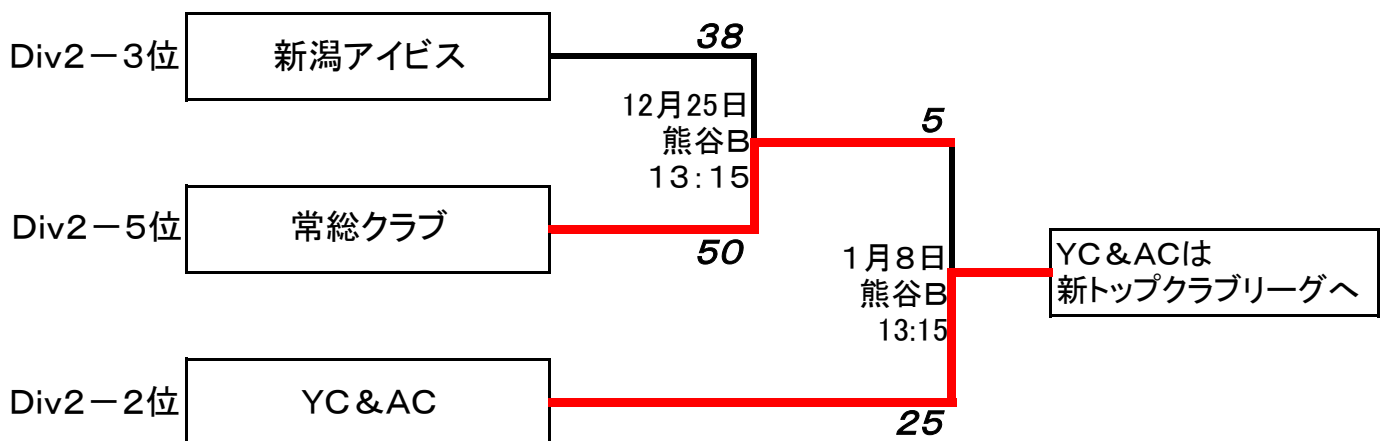 Div2－3位
新潟アイビス
38
12月25日
熊谷B
13：15
5
Div2－5位
常総クラブ
50
1月8日
熊谷B
13:15
YC＆ACは
新トップクラブリーグへ
Div2－2位
YC＆AC
25